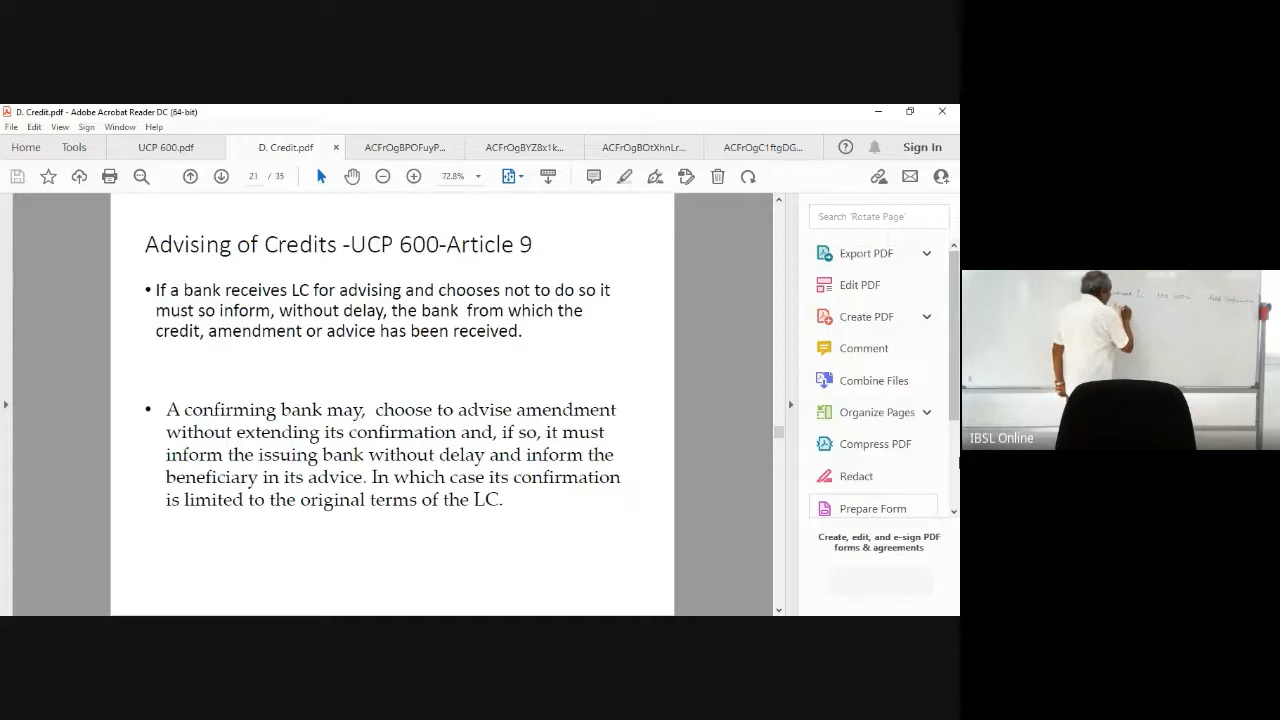 D. Credit.pdf - Adobe Acrobat Reader DC (64-bit)
File Edit View Sign Window Help
Home Tools UCP 600.pdf D. Credit.pdf × ACFrOgBPOFuyP... ACFrOgBYZ8x1k... ACFrOgBOtXhnLr... ACFrOgC1ftgDG... Sign In
21 / 35 72.8%
Advising of Credits -UCP 600-Article 9
• If a bank receives LC for advising and chooses not to do so it
must so inform, without delay, the bank from which the
credit, amendment or advice has been received.
• A confirming bank may, choose to advise amendment
without extending its confirmation and, if so, it must
inform the issuing bank without delay and inform the
beneficiary in its advice. In which case its confirmation
is limited to the original terms of the LC.
Search 'Rotate Page'
Export PDF
Edit PDF
Create PDF
Comment
Combine Files
Organize Pages
Compress PDF
Redact
Prepare Form
Create, edit, and e-sign PDF
forms & agreements
IBSL Online